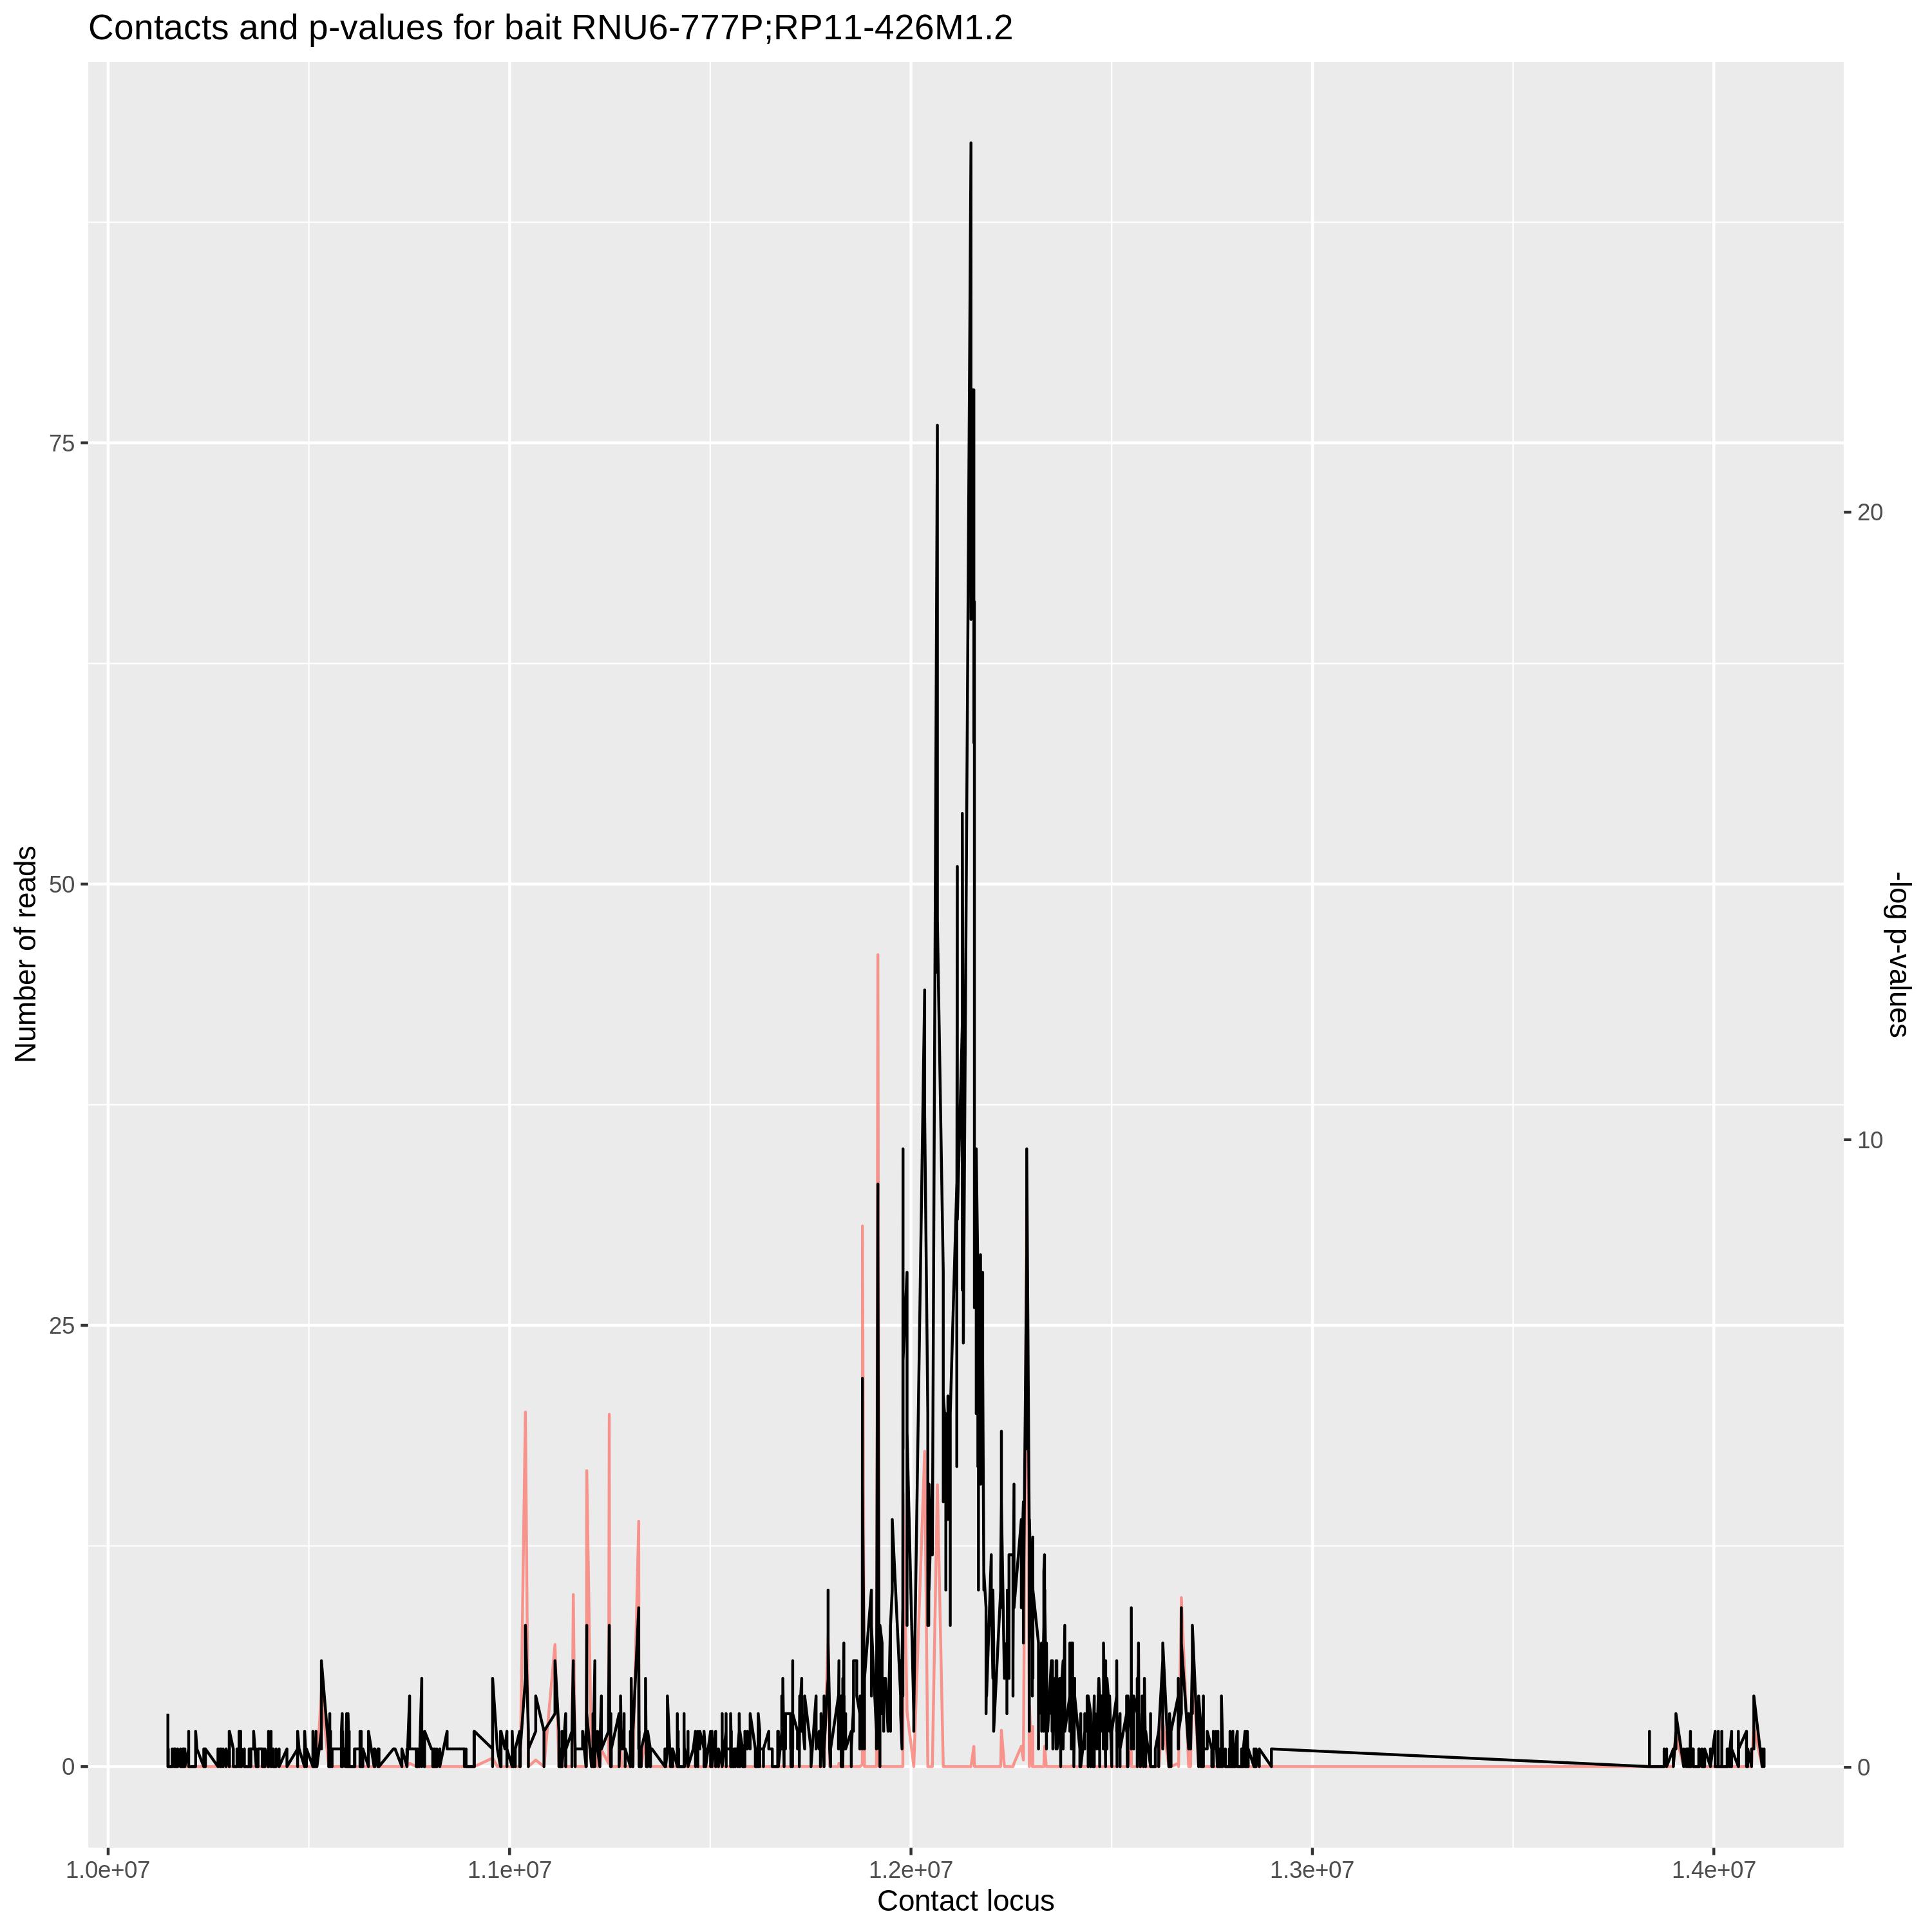 Contacts and p-values for bait RNU6-777P;RP11-426M1.2
Number of reads
75
50
25
0
20
10
0
-log p-values
1.0e+07 1.1e+07 1.2e+07 1.3e+07 1.4e+07
Contact locus